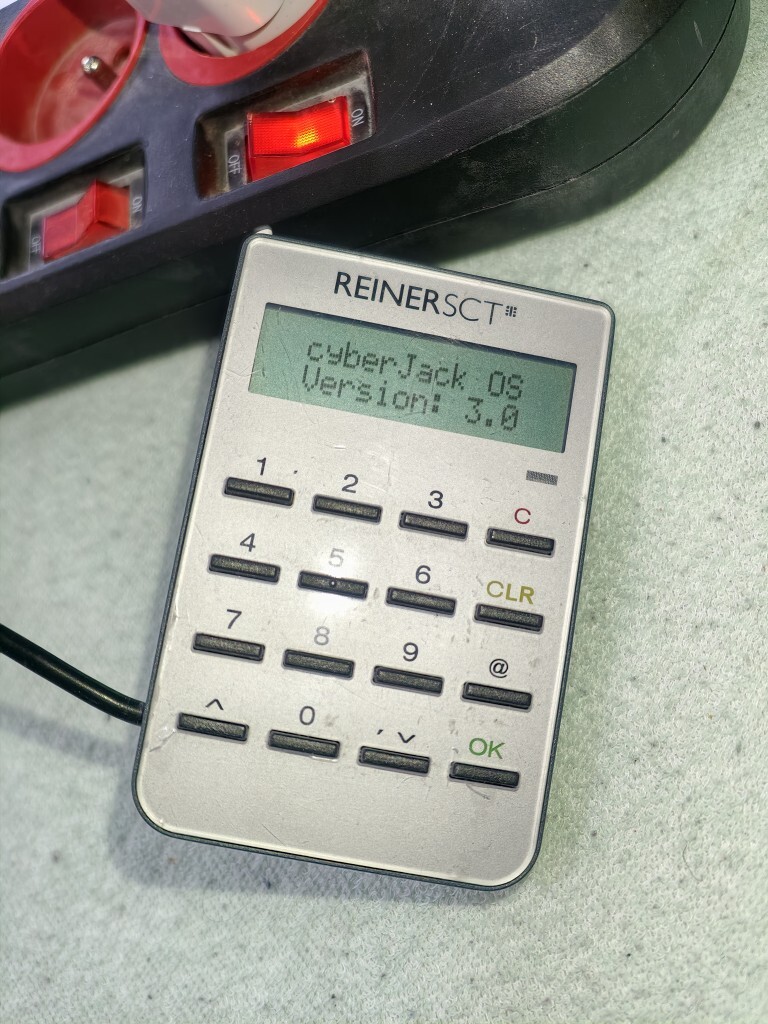 ON
OFF
ON
OFF
REINERSCT
cyberJack OS
Version: 3.0
1 2 3 C
4 5 6 CLR
7 8 9 @
^ 0 ,⌄ OK